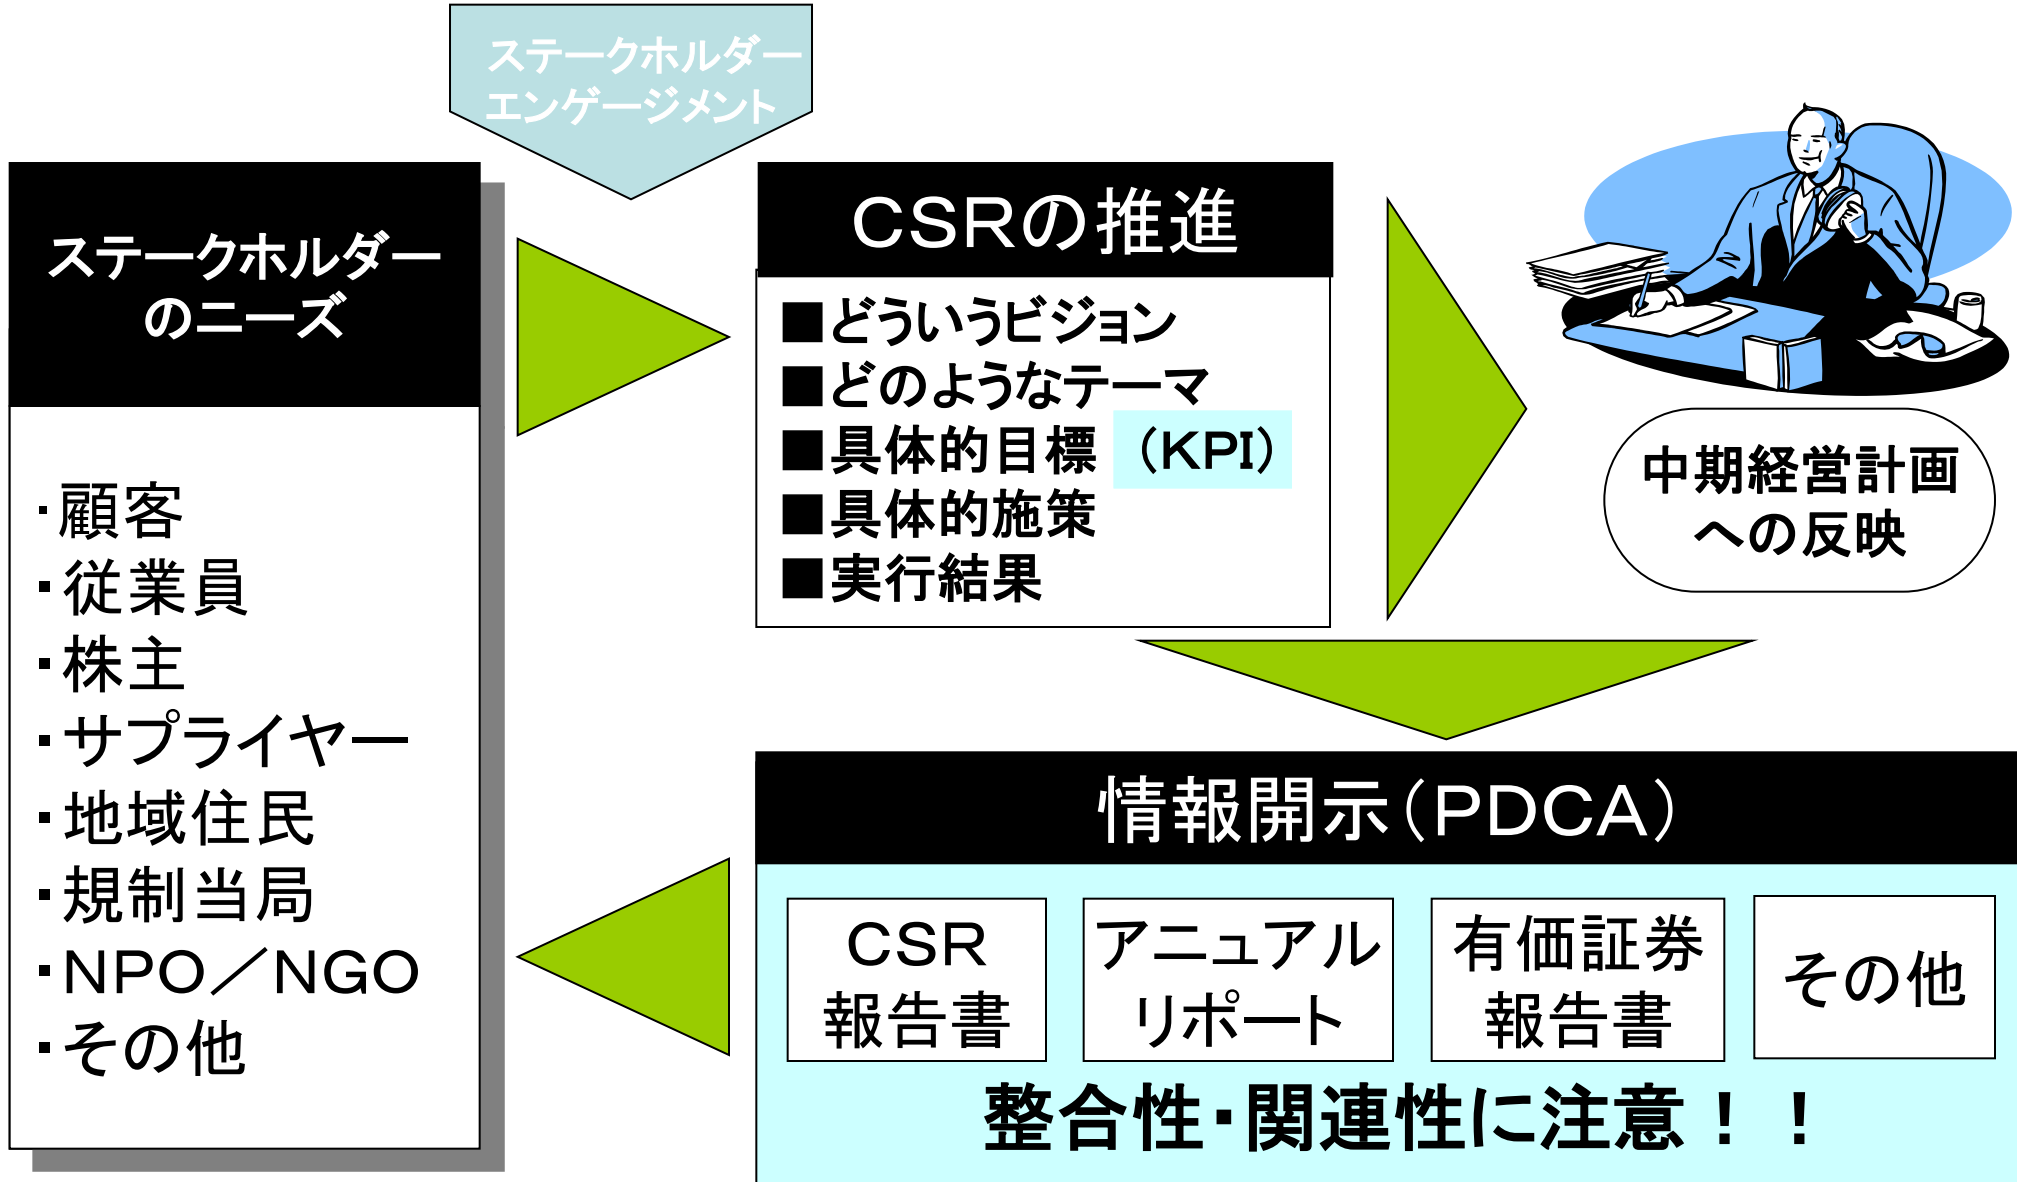 ステークホルダー
エンゲージメント
ステークホルダー
のニーズ
・顧客
・従業員
・株主
・サプライヤー
・地域住民
・規制当局
・NPO／NGO
・その他
CSRの推進
■どういうビジョン
■どのようなテーマ
■具体的目標（KPI）
■具体的施策
■実行結果
中期経営計画
への反映
情報開示（PDCA）
CSR
報告書
アニュアル
リポート
有価証券
報告書
その他
整合性・関連性に注意！！